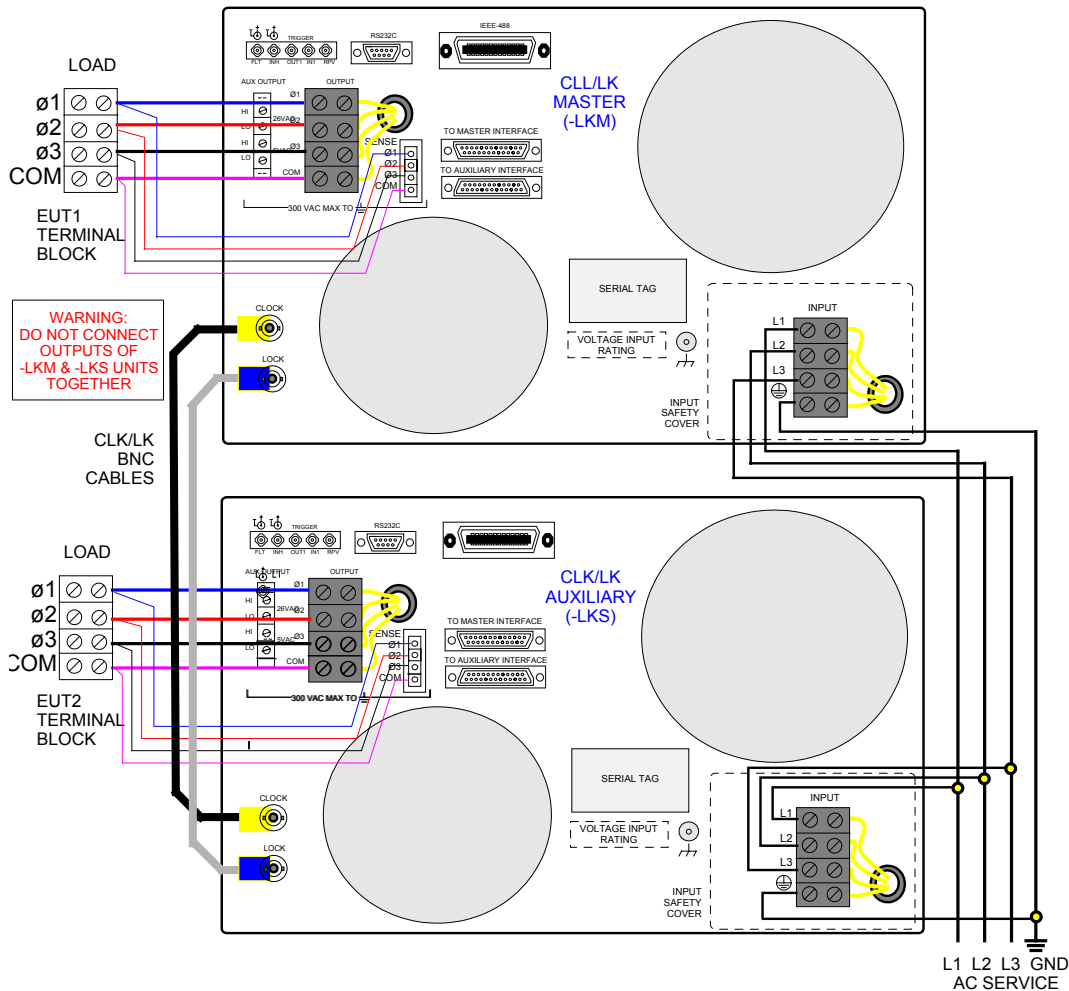 IEEE-488
TRIGGER
RS232C
FLT INH OUT1 IN1 RPV
LOAD
AUX OUTPUT
OUTPUT
CLL/LK
MASTER
(-LKM)
ø1
ø2
ø3
COM
Ø1
HI
26VAC
Ø2
LO
HI
5VAC
Ø3
LO
COM
SENSE
Ø1
Ø2
Ø3
COM
TO MASTER INTERFACE
TO AUXILIARY INTERFACE
300 VAC MAX TO
EUT1
TERMINAL
BLOCK
SERIAL TAG
VOLTAGE INPUT
RATING
INPUT
L1
L2
L3
INPUT
SAFETY
COVER
CLOCK
LOCK
WARNING:
DO NOT CONNECT
OUTPUTS OF
-LKM & -LKS UNITS
TOGETHER
CLK/LK
BNC
CABLES
TRIGGER
RS232C
FLT INH OUT1 IN1 RPV
LOAD
AUX OUTPUT
L1
OUTPUT
CLK/LK
AUXILIARY
(-LKS)
ø1
ø2
ø3
COM
Ø1
HI
26VAC
Ø2
LO
HI
5VAC
Ø3
LO
COM
SENSE
Ø1
Ø2
Ø3
COM
TO MASTER INTERFACE
TO AUXILIARY INTERFACE
300 VAC MAX TO
EUT2
TERMINAL
BLOCK
SERIAL TAG
VOLTAGE INPUT
RATING
INPUT
L1
L2
L3
INPUT
SAFETY
COVER
CLOCK
LOCK
L1 L2 L3 GND
AC SERVICE